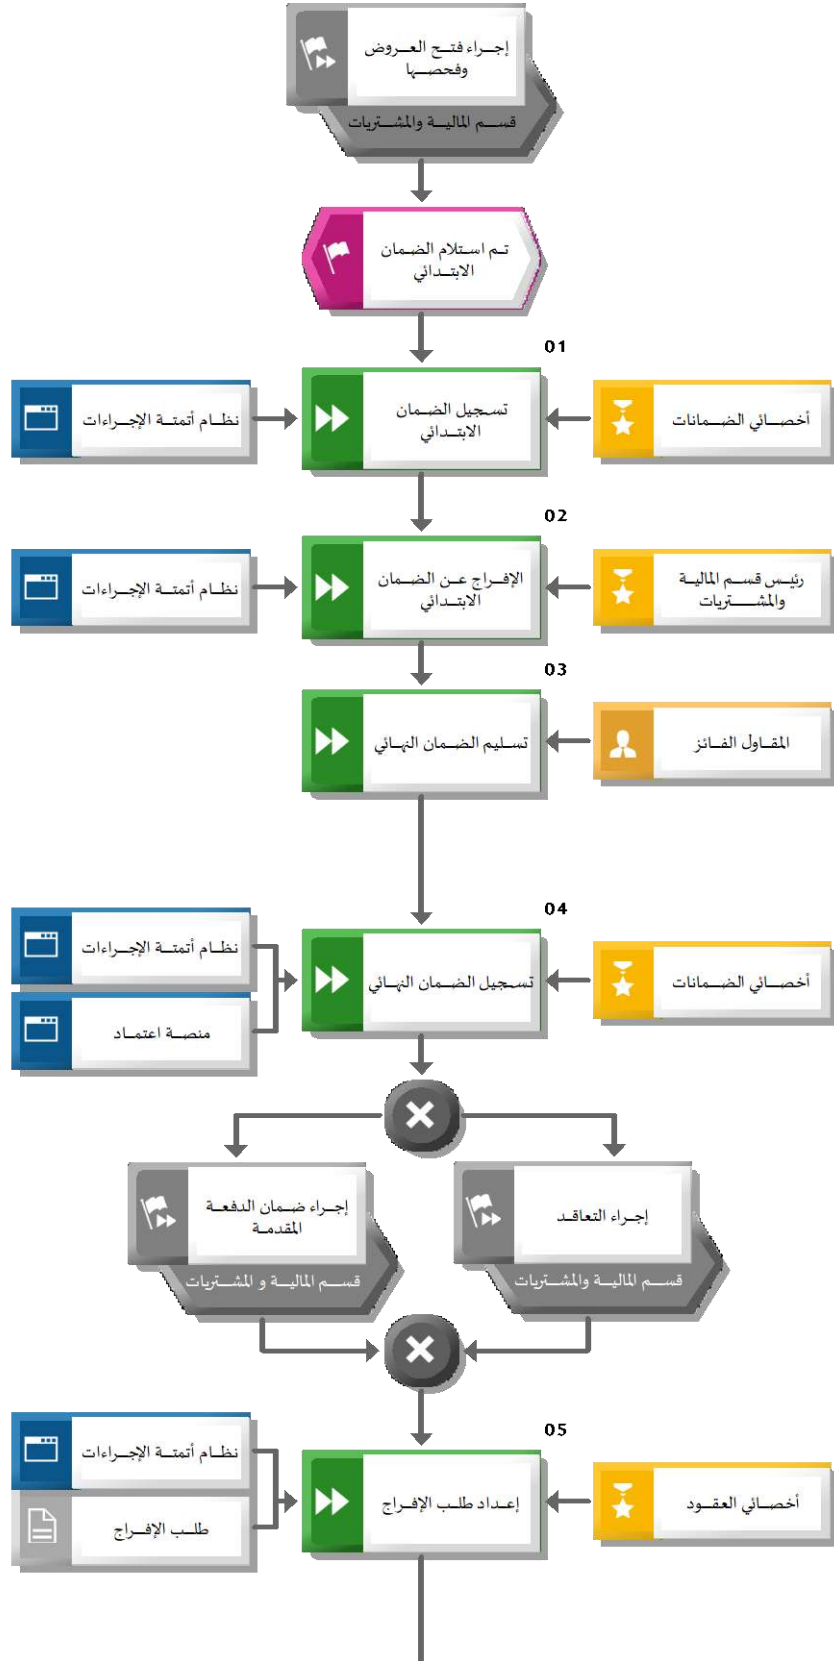 إجراء فتح العروض
وفحصها
قسم المالية والمشتريات
تم استلام الضمان
الابتدائي
01
أخصائي الضمانات
تسجيل الضمان
الابتدائي
نظام أتمتة الإجراءات
02
رئيس قسم المالية
والمشتريات
الإفراج عن الضمان
الابتدائي
نظام أتمتة الإجراءات
03
المقاول الفائز
تسليم الضمان النهائي
04
أخصائي الضمانات
تسجيل الضمان النهائي
نظام أتمتة الإجراءات
منصة اعتماد
إجراء التعاقد
قسم المالية والمشتريات
إجراء ضمان الدفعة
المقدمة
قسم المالية و المشتريات
05
أخصائي العقود
إعداد طلب الإفراج
نظام أتمتة الإجراءات
طلب الإفراج